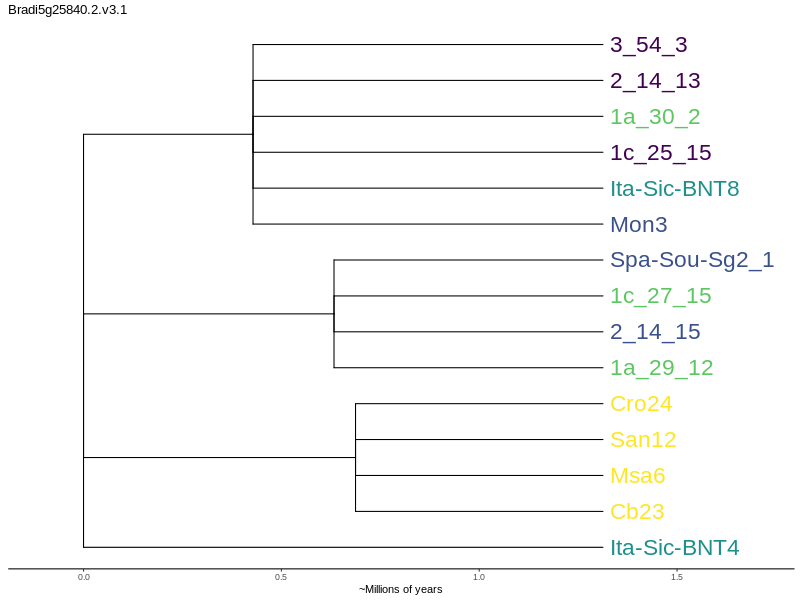 Bradi5g25840.2.v3.1
3_54_3
2_14_13
1a_30_2
1c_25_15
Ita-Sic-BNT8
Mon3
Spa-Sou-Sg2_1
1c_27_15
2_14_15
1a_29_12
Cro24
San12
Msa6
Cb23
Ita-Sic-BNT4
0.0 0.5 1.0 1.5
~Millions of years